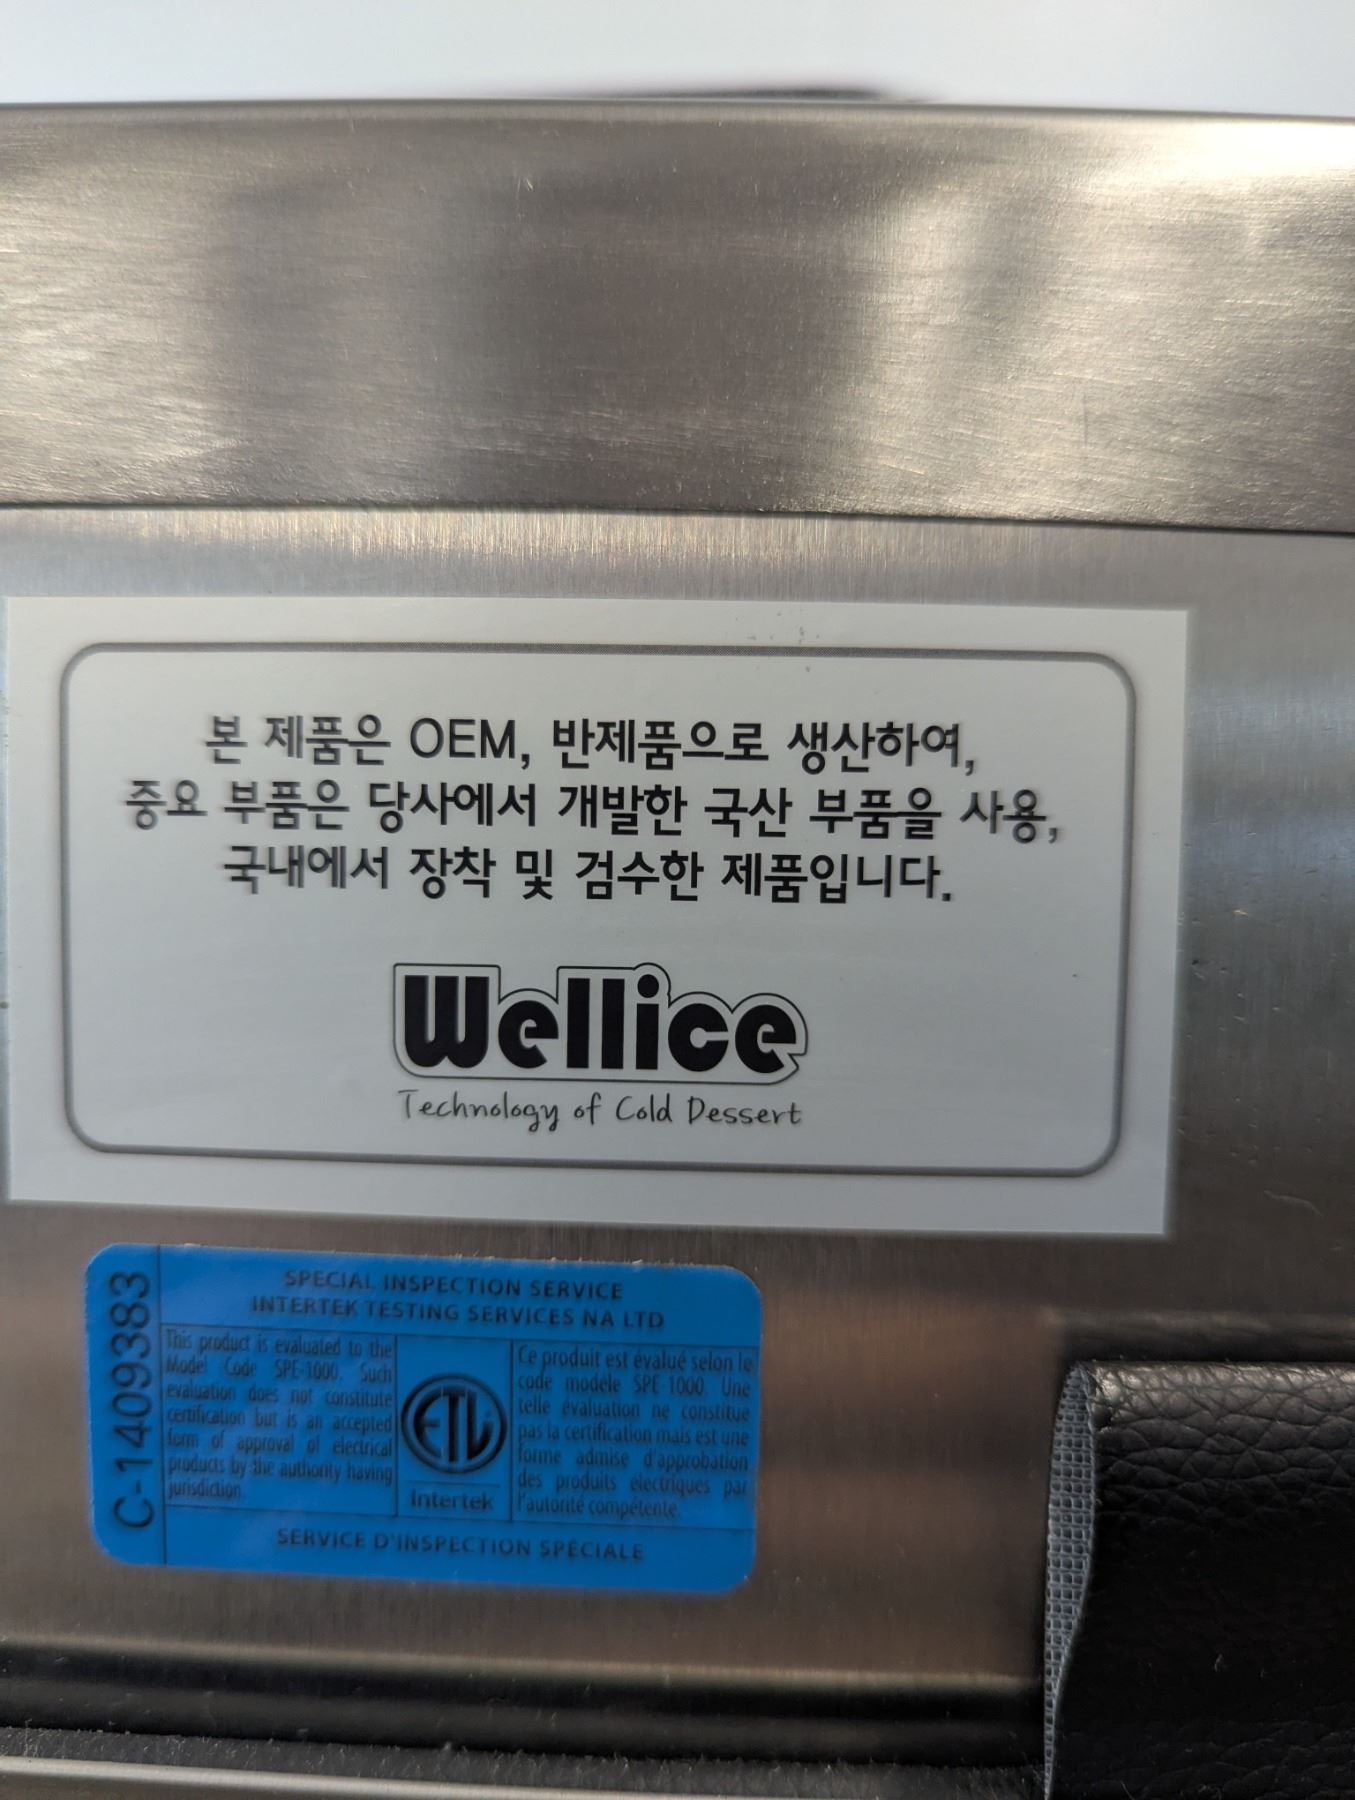 본 제품은 OEM, 반제품으로 생산하여,
중요 부품은 당사에서 개발한 국산 부품을 사용,
국내에서 장착 및 검수한 제품입니다.
Wellice
Technology of Cold Dessert
C-1409383
SPECIAL INSPECTION SERVICE
INTERTEK TESTING SERVICES NA LTD
This product is evaluated to the
Model Code SPE-1000. Such
evaluation does not constitute
certification but is an accepted
form of approval of electrical
products by the authority having
jurisdiction.
ETL
Intertek
Ce produit est évalué selon le
code modèle SPE-1000. Une
telle évaluation ne constitue
pas la certification mais est une
forme admise d'approbation
des produits électriques par
l'autorité compétente.
SERVICE D'INSPECTION SPÉCIALE